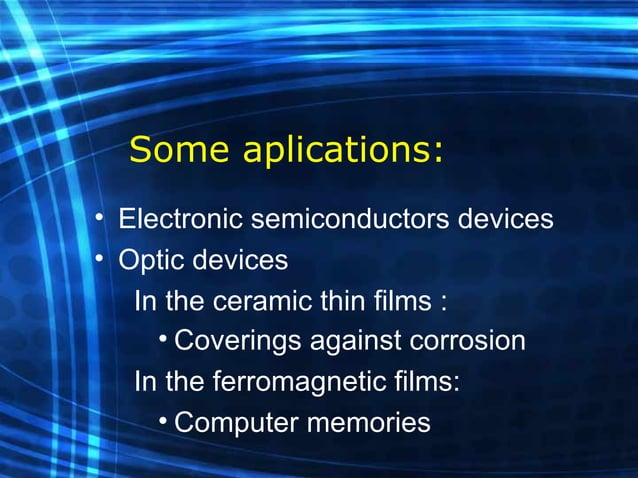 Some aplications:
• Electronic semiconductors devices
• Optic devices
In the ceramic thin films :
• Coverings against corrosion
In the ferromagnetic films:
• Computer memories